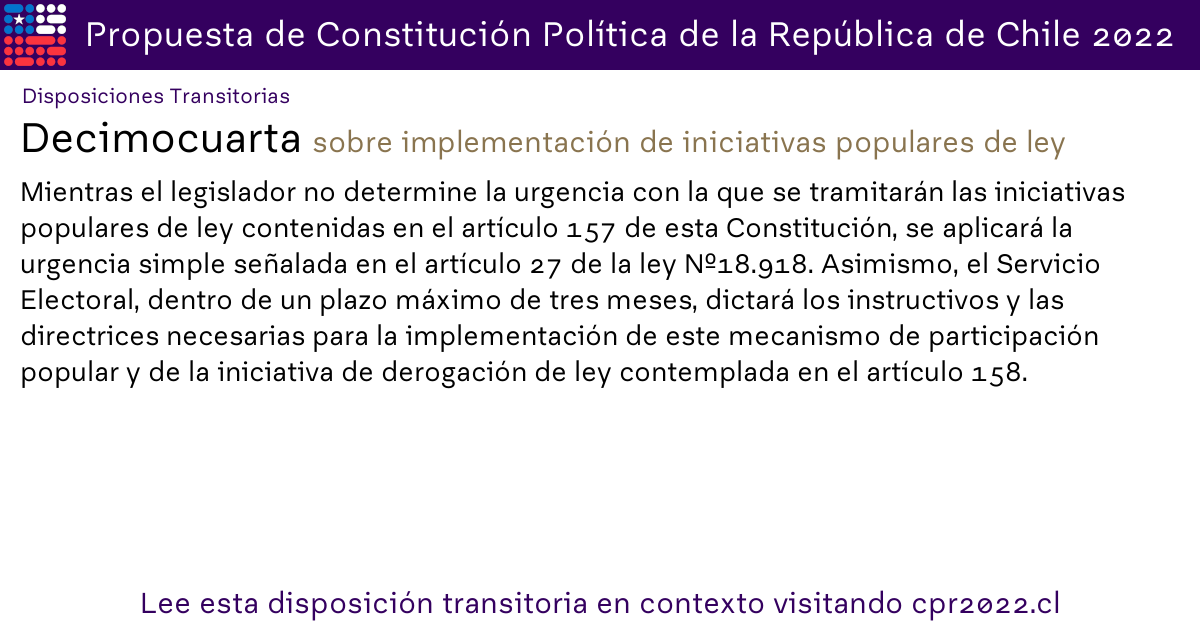 Propuesta de Constitución Política de la República de Chile 2022
Disposiciones Transitorias
Decimocuarta sobre implementación de iniciativas populares de ley
Mientras el legislador no determine la urgencia con la que se tramitarán las iniciativas
populares de ley contenidas en el artículo 157 de esta Constitución, se aplicará la
urgencia simple señalada en el artículo 27 de la ley Nº18.918. Asimismo, el Servicio
Electoral, dentro de un plazo máximo de tres meses, dictará los instructivos y las
directrices necesarias para la implementación de este mecanismo de participación
popular y de la iniciativa de derogación de ley contemplada en el artículo 158.
Lee esta disposición transitoria en contexto visitando cpr2022.cl